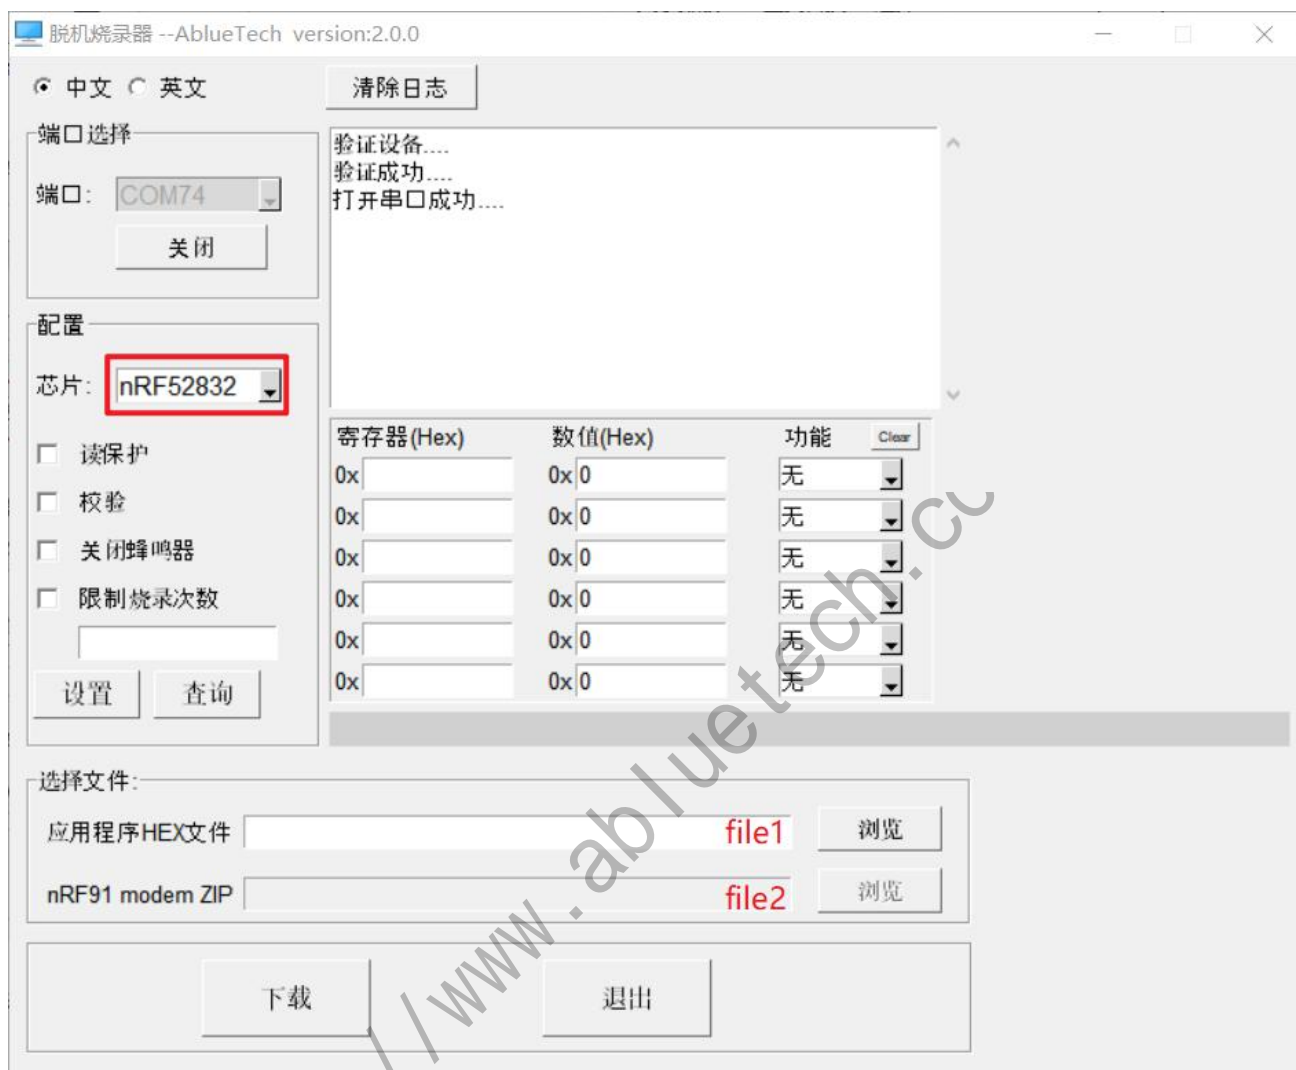 脱机烧录器 --AblueTech version:2.0.0
中文 英文 清除日志
端口选择
端口: COM74
关闭
验证设备....
验证成功....
打开串口成功....
配置
芯片: nRF52832
读保护
校验
关闭蜂鸣器
限制烧录次数
设置 查询
寄存器(Hex) 数值(Hex) 功能 Clear
0x 0x 0 无
0x 0x 0 无
0x 0x 0 无
0x 0x 0 无
0x 0x 0 无
0x 0x 0 无
选择文件:
应用程序HEX文件 file1 浏览
nRF91 modem ZIP file2 浏览
下载 退出
//www.abluetech.co